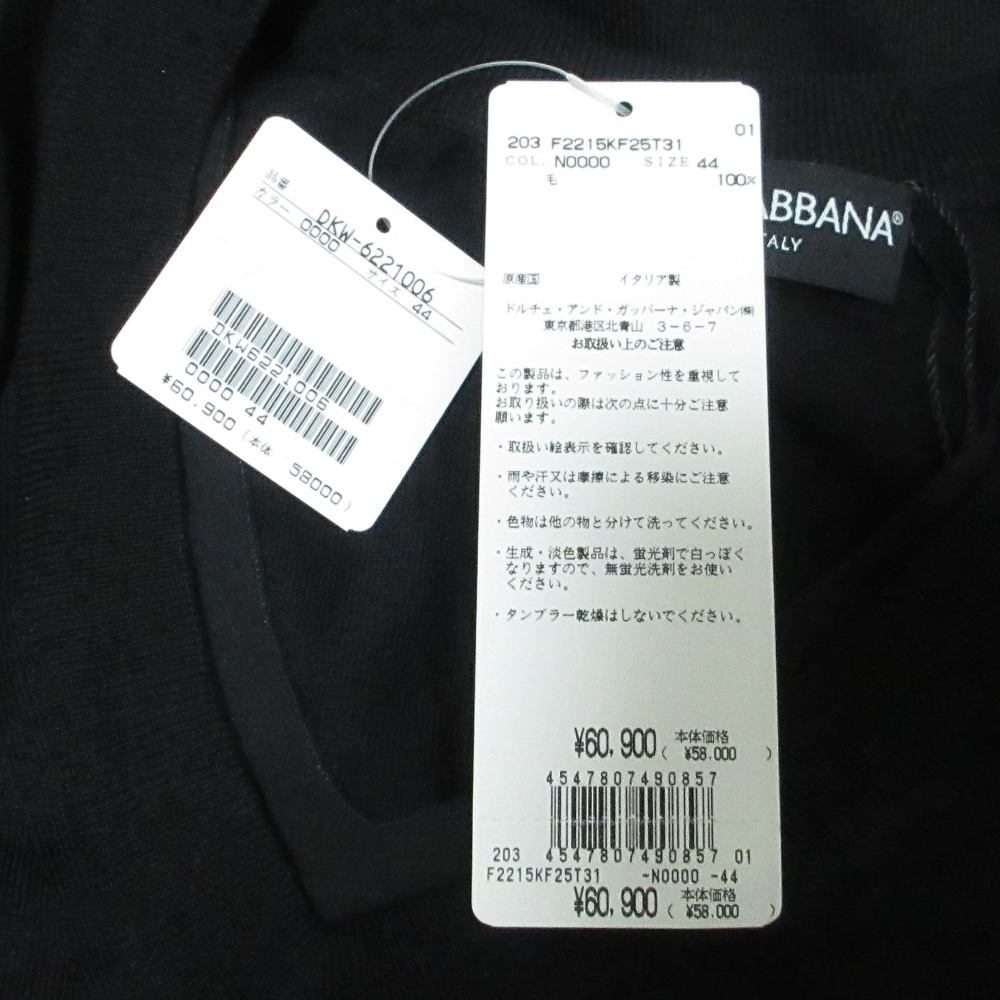 品番 DKW-6221006
カラー 0000 サイズ 44
DKW6221006
0000 44
¥60,900 (本体 58000)
01
203 F2215KF25T31
COL. N0000 SIZE 44
毛 100%
原産国 イタリア製
ドルチェ・アンド・ガッバーナ・ジャパン㈱
東京都港区北青山 3-6-7
お取扱い上のご注意
この製品は、ファッション性を重視して
おります。
お取り扱いの際は次の点に十分ご注意
願います。
・取扱い絵表示を確認してください。
・雨や汗又は摩擦による移染にご注意
ください。
・色物は他の物と分けて洗ってください。
・生成・淡色製品は、蛍光剤で白っぽく
なりますので、無蛍光洗剤をお使い
ください。
・タンブラー乾燥はしないでください。
¥60,900 本体価格
( ¥58.000 )
4547807490857
203 4547807490857 01
F2215KF25T31 -N0000 -44
¥60,900 本体価格
( ¥58.000 )
ABBANA®
TALY